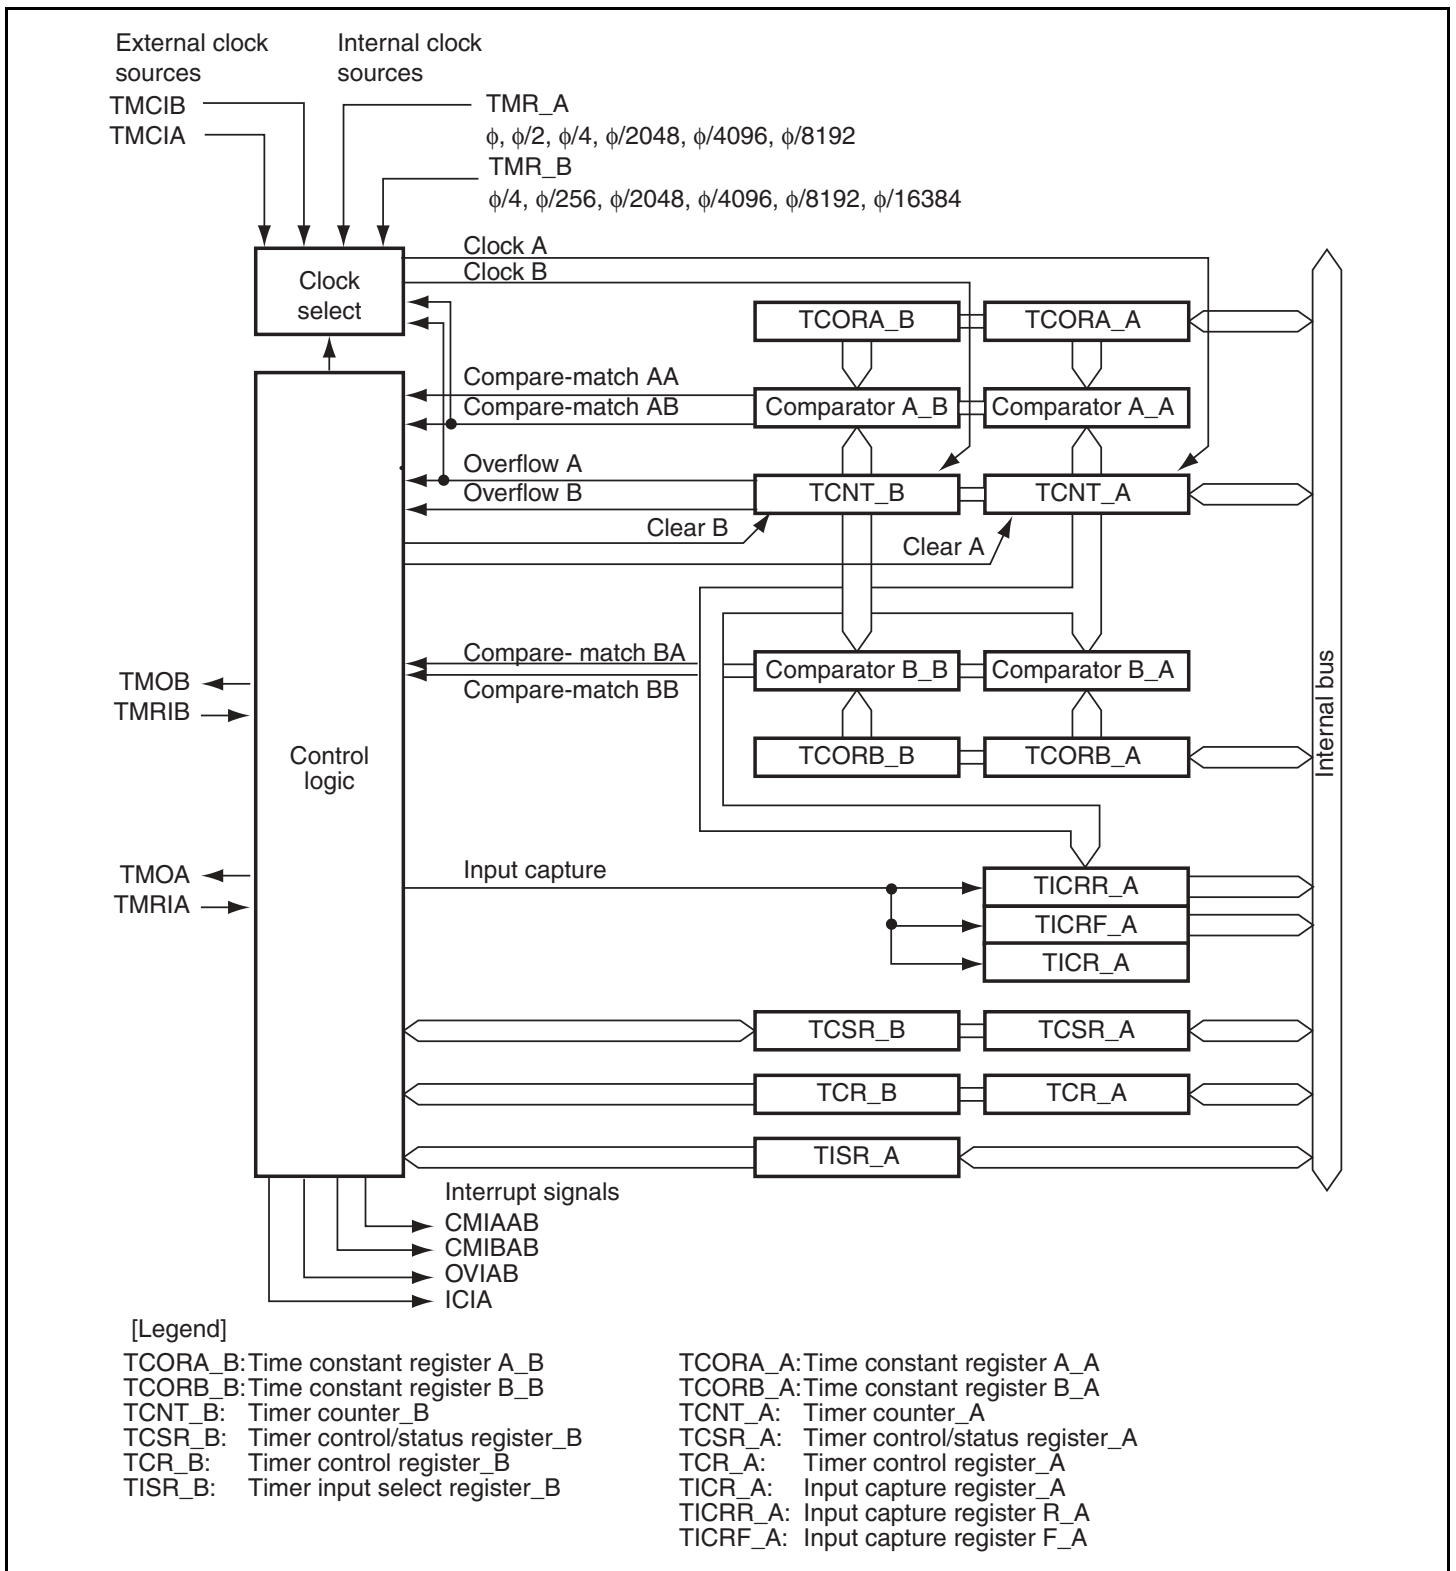 External clock
sources
Internal clock
sources
TMCIB
TMCIA
TMR_A
ϕ, ϕ/2, ϕ/4, ϕ/2048, ϕ/4096, ϕ/8192
TMR_B
ϕ/4, ϕ/256, ϕ/2048, ϕ/4096, ϕ/8192, ϕ/16384
Clock
select
Clock A
Clock B
TCORA_B
TCORA_A
Compare-match AA
Compare-match AB
Comparator A_B
Comparator A_A
Overflow A
Overflow B
TCNT_B
TCNT_A
Clear B
Clear A
Compare- match BA
Compare-match BB
Comparator B_B
Comparator B_A
TMOB
TMRIB
Control
logic
TCORB_B
TCORB_A
Internal bus
TMOA
TMRIA
Input capture
TICRR_A
TICRF_A
TICR_A
TCSR_B
TCSR_A
TCR_B
TCR_A
TISR_A
Interrupt signals
CMIAAB
CMIBAB
OVIAB
ICIA
[Legend]
TCORA_B: Time constant register A_B
TCORB_B: Time constant register B_B
TCNT_B: Timer counter_B
TCSR_B: Timer control/status register_B
TCR_B: Timer control register_B
TISR_B: Timer input select register_B
TCORA_A: Time constant register A_A
TCORB_A: Time constant register B_A
TCNT_A: Timer counter_A
TCSR_A: Timer control/status register_A
TCR_A: Timer control register_A
TICR_A: Input capture register_A
TICRR_A: Input capture register R_A
TICRF_A: Input capture register F_A